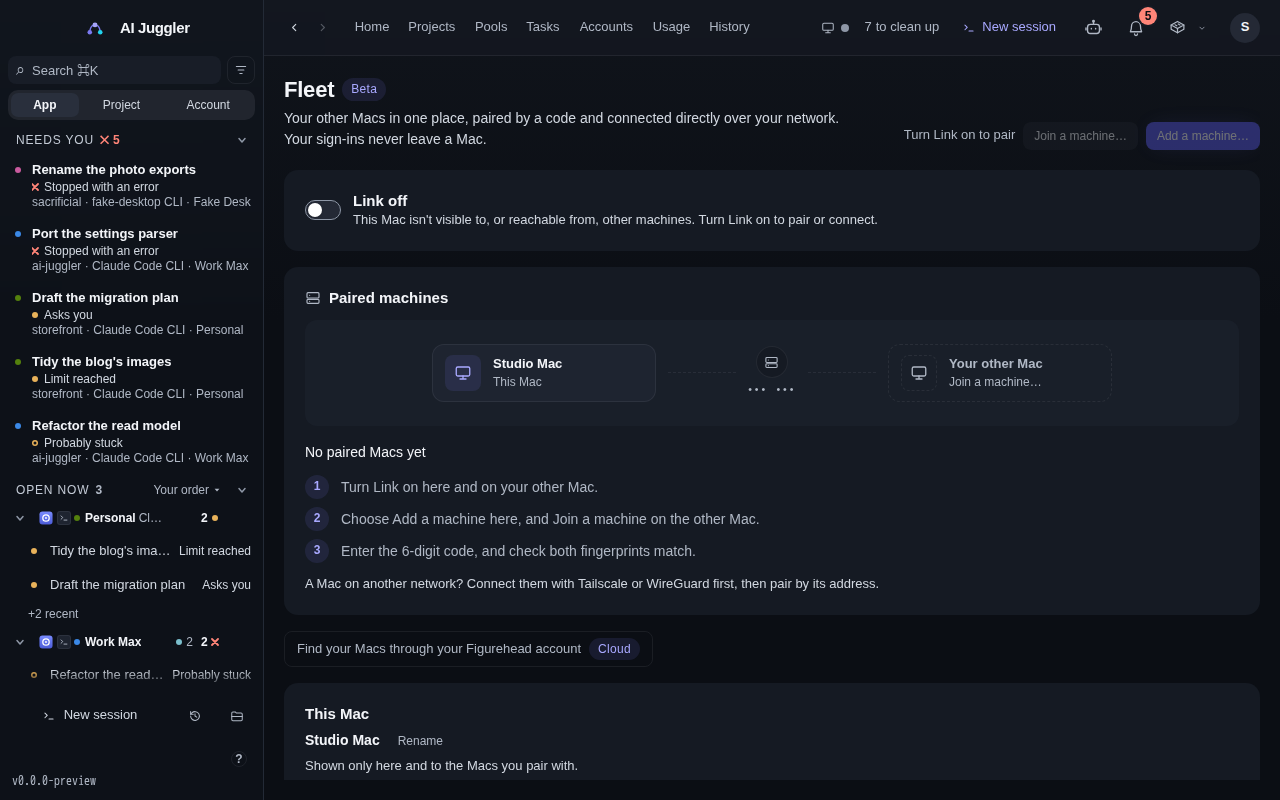 AI Juggler
Search ⌘K
App
Project
Account
NEEDS YOU 5
Rename the photo exports
Stopped with an error
sacrificial · fake-desktop CLI · Fake Desk
Port the settings parser
Stopped with an error
ai-juggler · Claude Code CLI · Work Max
Draft the migration plan
Asks you
storefront · Claude Code CLI · Personal
Tidy the blog's images
Limit reached
storefront · Claude Code CLI · Personal
Refactor the read model
Probably stuck
ai-juggler · Claude Code CLI · Work Max
OPEN NOW 3 Your order
Personal Cl… 2
Tidy the blog's ima… Limit reached
Draft the migration plan Asks you
+2 recent
Work Max 2 2
Refactor the read… Probably stuck
New session
?
v0.0.0-preview
Home
Projects
Pools
Tasks
Accounts
Usage
History
7 to clean up
New session
5
S
Fleet Beta
Your other Macs in one place, paired by a code and connected directly over your network.
Your sign-ins never leave a Mac.
Turn Link on to pair
Join a machine…
Add a machine…
Link off
This Mac isn't visible to, or reachable from, other machines. Turn Link on to pair or connect.
Paired machines
Studio Mac
This Mac
••• •••
Your other Mac
Join a machine…
No paired Macs yet
1 Turn Link on here and on your other Mac.
2 Choose Add a machine here, and Join a machine on the other Mac.
3 Enter the 6-digit code, and check both fingerprints match.
A Mac on another network? Connect them with Tailscale or WireGuard first, then pair by its address.
Find your Macs through your Figurehead account Cloud
This Mac
Studio Mac Rename
Shown only here and to the Macs you pair with.